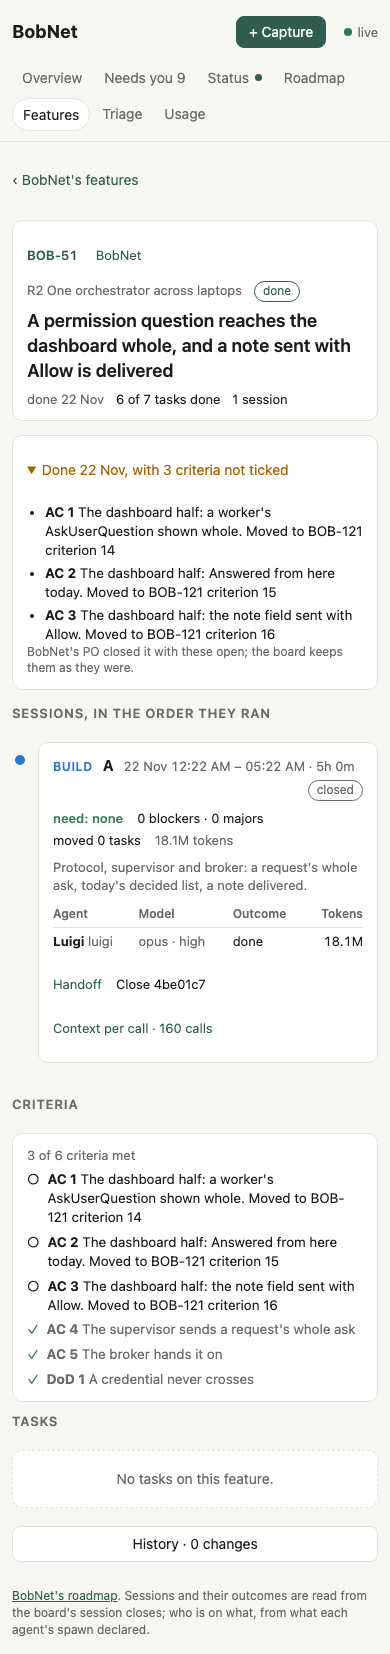 BobNet
+ Capture
live
Overview
Needs you 9
Status
Roadmap
Features
Triage
Usage
‹ BobNet's features
BOB-51 BobNet
R2 One orchestrator across laptops done
A permission question reaches the
dashboard whole, and a note sent with
Allow is delivered
done 22 Nov 6 of 7 tasks done 1 session
▼ Done 22 Nov, with 3 criteria not ticked
• AC 1 The dashboard half: a worker's
AskUserQuestion shown whole. Moved to BOB-121
criterion 14
• AC 2 The dashboard half: Answered from here
today. Moved to BOB-121 criterion 15
• AC 3 The dashboard half: the note field sent with
Allow. Moved to BOB-121 criterion 16
BobNet's PO closed it with these open; the board keeps
them as they were.
SESSIONS, IN THE ORDER THEY RAN
BUILD A 22 Nov 12:22 AM – 05:22 AM · 5h 0m
closed
need: none 0 blockers · 0 majors
moved 0 tasks 18.1M tokens
Protocol, supervisor and broker: a request's whole
ask, today's decided list, a note delivered.
Agent Model Outcome Tokens
Luigi luigi opus · high done 18.1M
Handoff Close 4be01c7
Context per call · 160 calls
CRITERIA
3 of 6 criteria met
AC 1 The dashboard half: a worker's
AskUserQuestion shown whole. Moved to BOB-
121 criterion 14
AC 2 The dashboard half: Answered from here
today. Moved to BOB-121 criterion 15
AC 3 The dashboard half: the note field sent with
Allow. Moved to BOB-121 criterion 16
✓ AC 4 The supervisor sends a request's whole ask
✓ AC 5 The broker hands it on
✓ DoD 1 A credential never crosses
TASKS
No tasks on this feature.
History · 0 changes
BobNet's roadmap. Sessions and their outcomes are read from
the board's session closes; who is on what, from what each
agent's spawn declared.